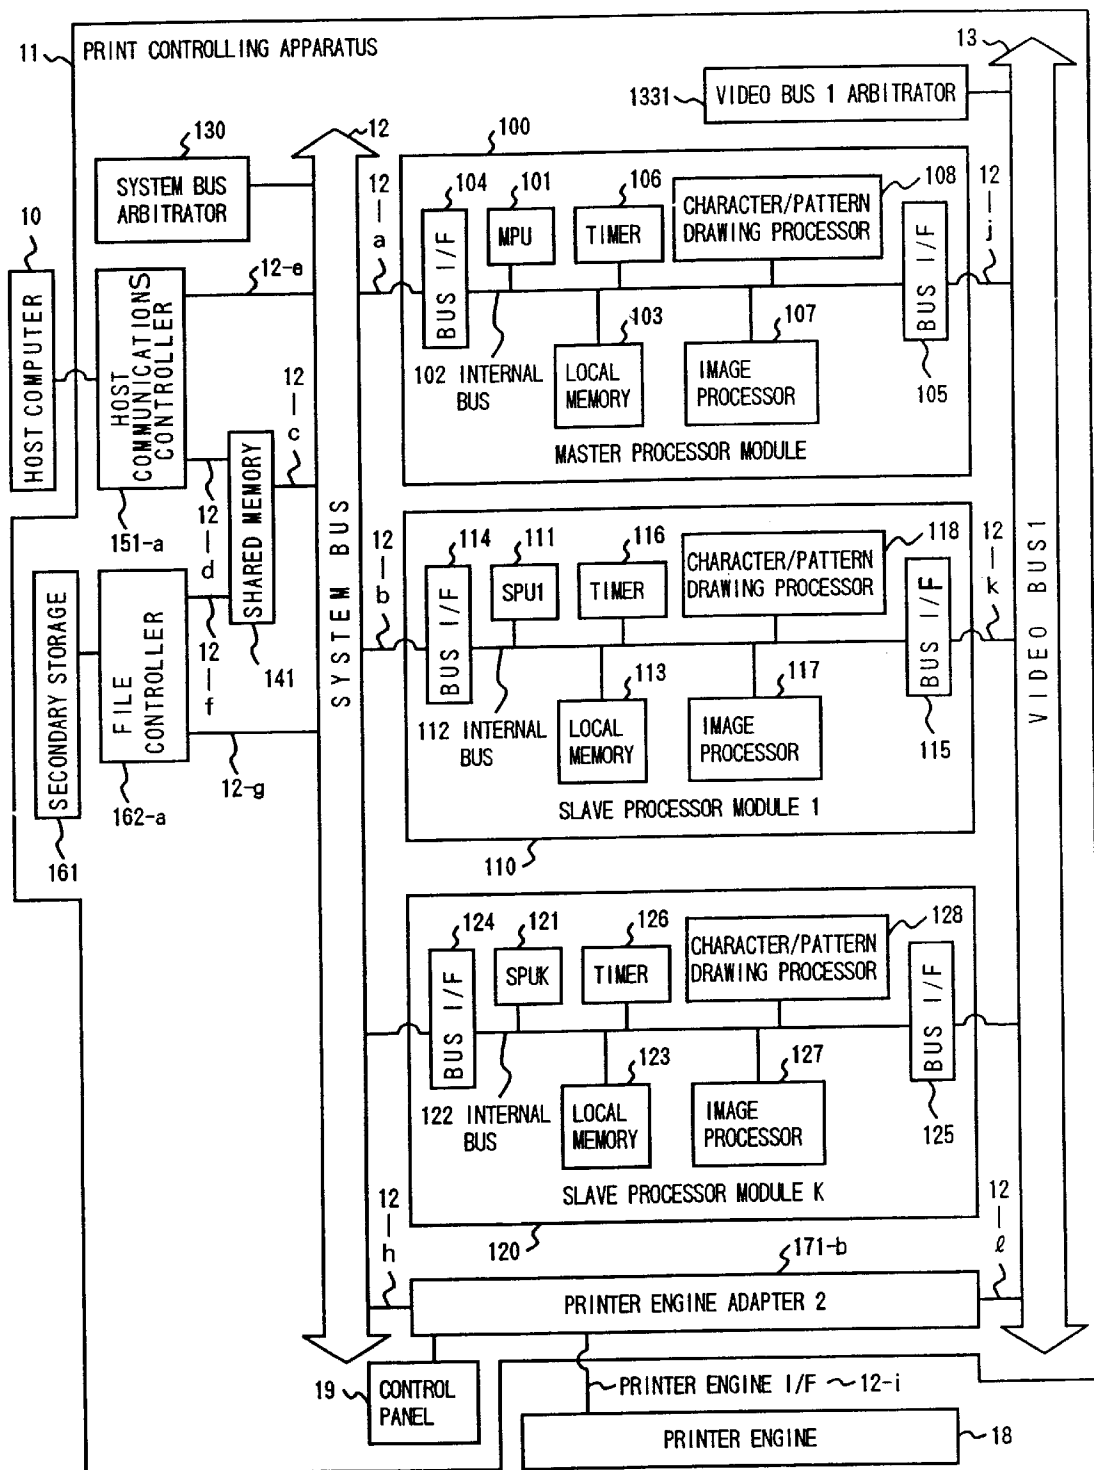 11
PRINT CONTROLLING APPARATUS
13
1331
VIDEO BUS 1 ARBITRATOR
130
SYSTEM BUS
ARBITRATOR
12
100
12-a
104
BUS I/F
101
MPU
106
TIMER
108
CHARACTER/PATTERN
DRAWING PROCESSOR
BUS I/F
105
12-j
102 INTERNAL
BUS
103
LOCAL
MEMORY
107
IMAGE
PROCESSOR
MASTER PROCESSOR MODULE
10
HOST COMPUTER
HOST
COMMUNICATIONS
CONTROLLER
151-a
12-e
12-c
12-d
SHARED MEMORY
141
12-f
SECONDARY STORAGE
161
FILE
CONTROLLER
162-a
12-g
SYSTEM BUS
VIDEO BUS1
12-b
114
BUS I/F
111
SPU1
116
TIMER
118
CHARACTER/PATTERN
DRAWING PROCESSOR
BUS I/F
115
12-k
112 INTERNAL
BUS
113
LOCAL
MEMORY
117
IMAGE
PROCESSOR
SLAVE PROCESSOR MODULE 1
110
124
BUS I/F
121
SPUK
126
TIMER
128
CHARACTER/PATTERN
DRAWING PROCESSOR
BUS I/F
125
122 INTERNAL
BUS
123
LOCAL
MEMORY
127
IMAGE
PROCESSOR
SLAVE PROCESSOR MODULE K
120
12-h
171-b
12-ℓ
PRINTER ENGINE ADAPTER 2
19
CONTROL
PANEL
PRINTER ENGINE I/F 12-i
PRINTER ENGINE
18